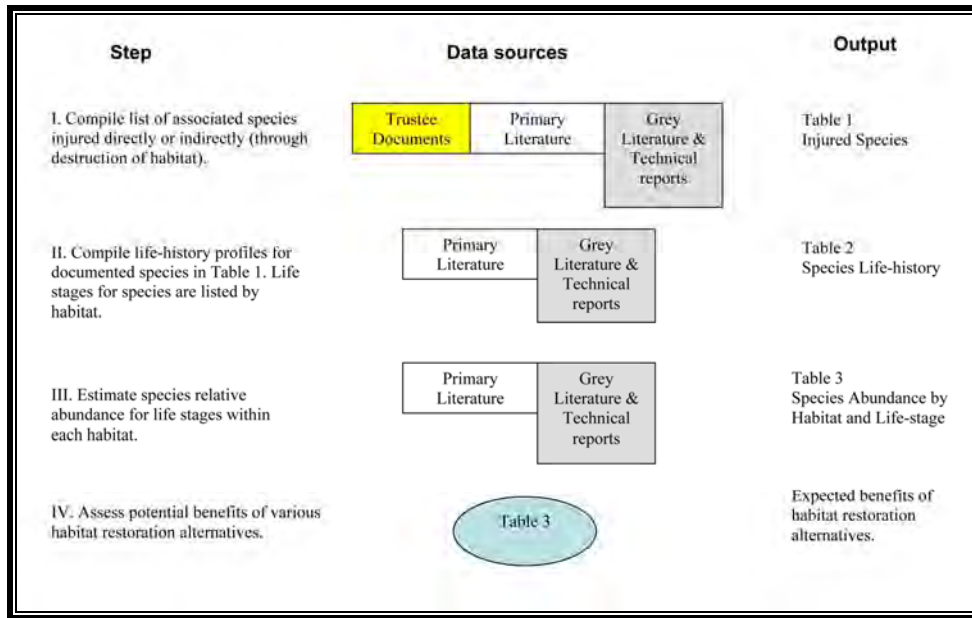 Step
Data sources
Output
I. Compile list of associated species
injured directly or indirectly (through
destruction of habitat).
Trustee
Documents
Primary
Literature
Grey
Literature &
Technical
reports
Table 1
Injured Species
II. Compile life-history profiles for
documented species in Table 1. Life
stages for species are listed by
habitat.
Primary
Literature
Grey
Literature &
Technical
reports
Table 2
Species Life-history
III. Estimate species relative
abundance for life stages within
each habitat.
Primary
Literature
Grey
Literature &
Technical
reports
Table 3
Species Abundance by
Habitat and Life-stage
IV. Assess potential benefits of various
habitat restoration alternatives.
Table 3
Expected benefits of
habitat restoration
alternatives.